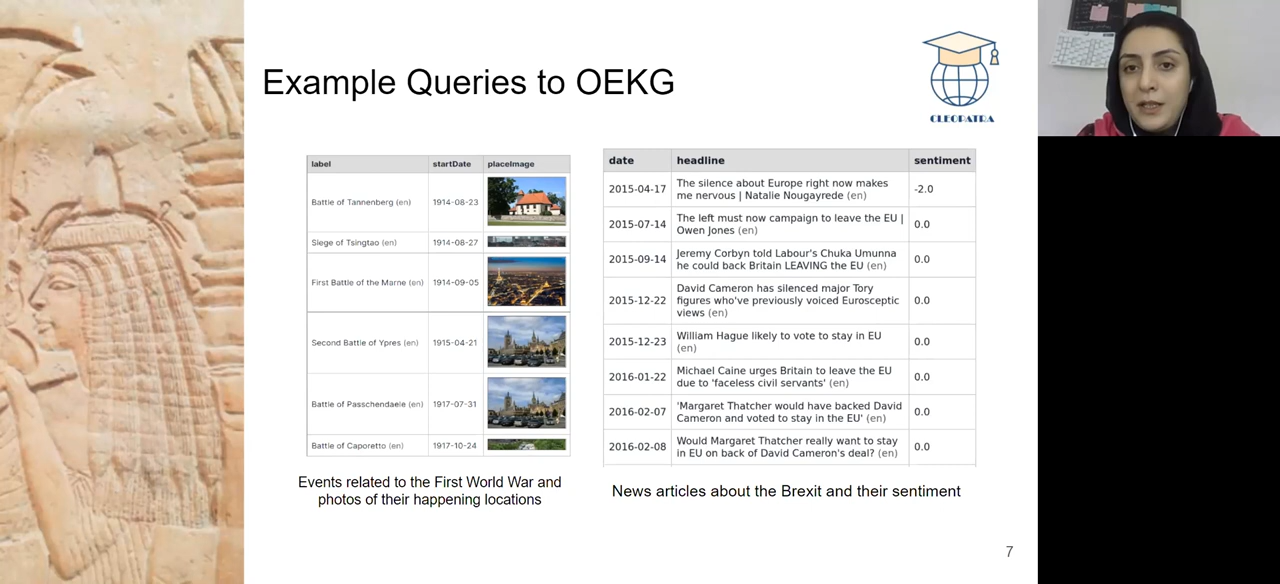 Example Queries to OEKG
CLEOPATRA
label startDate placeImage
Battle of Tannenberg (en) 1914-08-23
Siege of Tsingtao (en) 1914-08-27
First Battle of the Marne (en) 1914-09-05
Second Battle of Ypres (en) 1915-04-21
Battle of Passchendaele (en) 1917-07-31
Battle of Caporetto (en) 1917-10-24
Events related to the First World War and
photos of their happening locations
date headline sentiment
2015-04-17 The silence about Europe right now makes -2.0
me nervous | Natalie Nougayrede (en)
2015-07-14 The left must now campaign to leave the EU | 0.0
Owen Jones (en)
2015-09-14 Jeremy Corbyn told Labour's Chuka Umunna 0.0
he could back Britain LEAVING the EU (en)
David Cameron has silenced major Tory
2015-12-22 figures who've previously voiced Eurosceptic 0.0
views (en)
2015-12-23 William Hague likely to vote to stay in EU 0.0
(en)
2016-01-22 Michael Caine urges Britain to leave the EU 0.0
due to 'faceless civil servants' (en)
2016-02-07 'Margaret Thatcher would have backed David 0.0
Cameron and voted to stay in the EU' (en)
2016-02-08 Would Margaret Thatcher really want to stay 0.0
in EU on back of David Cameron's deal? (en)
News articles about the Brexit and their sentiment
7